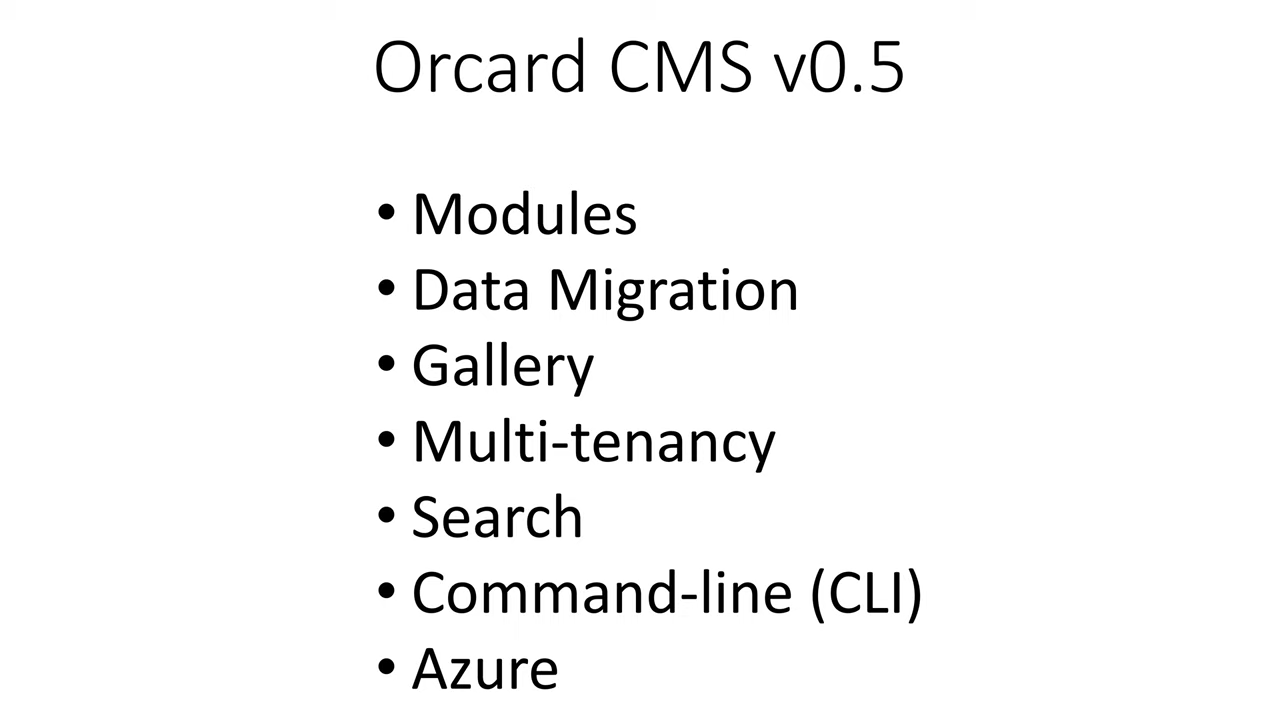 Orcard CMS v0.5
• Modules
• Data Migration
• Gallery
• Multi-tenancy
• Search
• Command-line (CLI)
• Azure